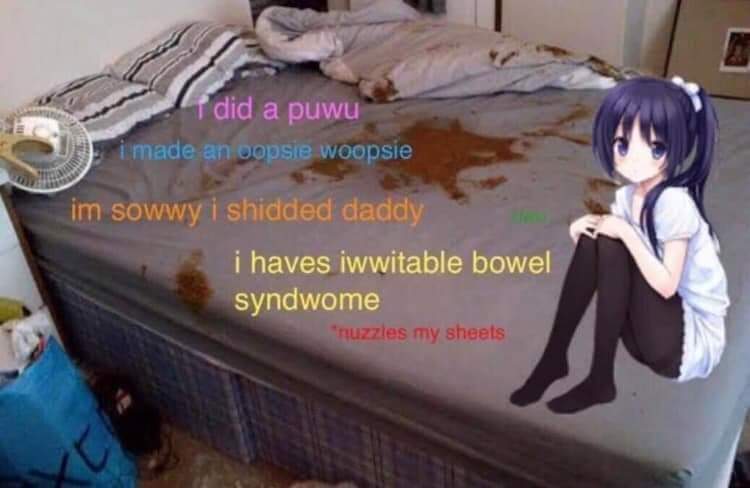 i did a puwu
i made an oopsie woopsie
im sowwy i shidded daddy
i haves iwwitable bowel
syndwome
*nuzzles my sheets